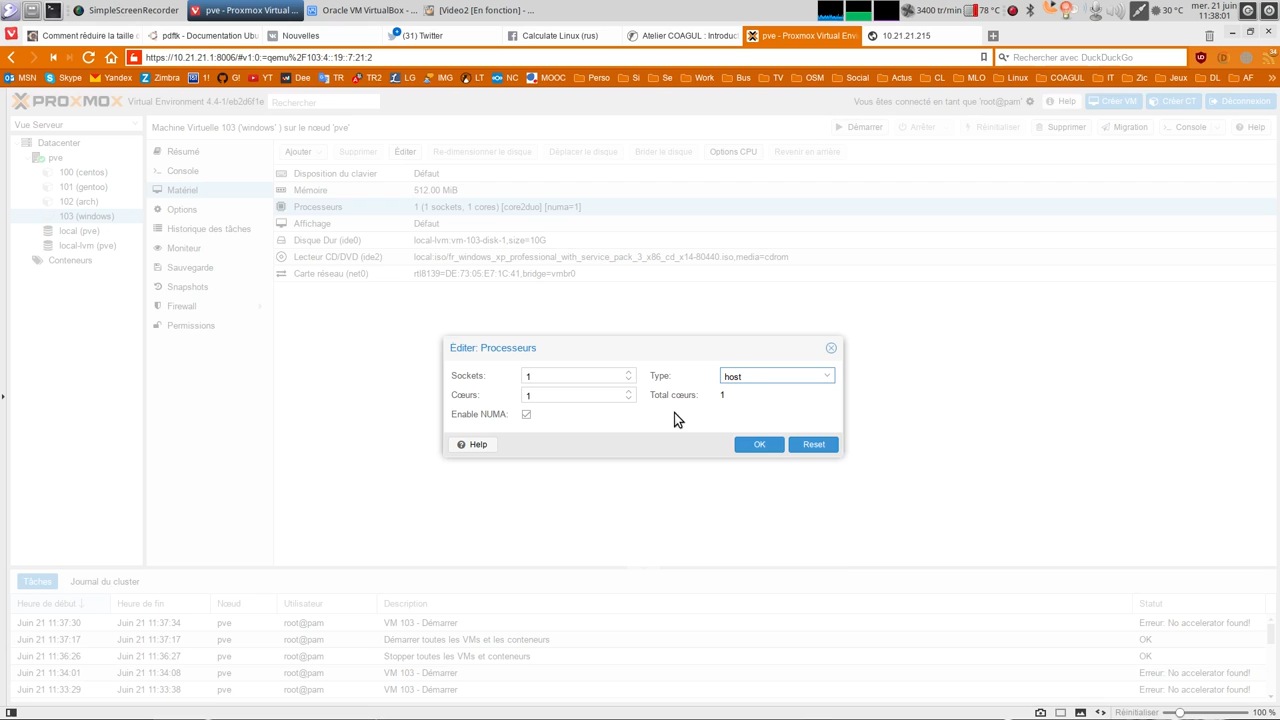 SimpleScreenRecorder
pve - Proxmox Virtual ...
Oracle VM VirtualBox - ...
[Video2 [En fonction] - ...
3400 tr/min
78 °C
30 °C
mer. 21 juin
11:38:01
Comment réduire la taille d
pdftk - Documentation Ubu
Nouvelles
(31) Twitter
Calculate Linux (rus)
Atelier COAGUL : Introduct
pve - Proxmox Virtual Envi
10.21.21.215
https://10.21.21.1:8006/#v1:0:=qemu%2F103:4::19::7:21:2
Rechercher avec DuckDuckGo
MSN
Skype
Yandex
Zimbra
1!
G!
YT
Dee
TR
TR2
LG
IMG
LT
NC
MOOC
Perso
Si
Se
Work
Bus
TV
OSM
Social
Actus
CL
MLO
Linux
COAGUL
IT
Zic
Jeux
DL
AF
PROXMOX
Virtual Environment 4.4-1/eb2d6f1e
Rechercher
Vous êtes connecté en tant que 'root@pam'
Help
Créer VM
Créer CT
Déconnexion
Vue Serveur
Machine Virtuelle 103 ('windows' ) sur le nœud 'pve'
Démarrer
Arrêter
Réinitialiser
Supprimer
Migration
Console
Help
Datacenter
pve
100 (centos)
101 (gentoo)
102 (arch)
103 (windows)
local (pve)
local-lvm (pve)
Conteneurs
Résumé
Console
Matériel
Options
Historique des tâches
Moniteur
Sauvegarde
Snapshots
Firewall
Permissions
Ajouter
Supprimer
Éditer
Re-dimensionner le disque
Déplacer le disque
Brider le disque
Options CPU
Revenir en arrière
Disposition du clavier Défaut
Mémoire 512.00 MiB
Processeurs 1 (1 sockets, 1 cores) [core2duo] [numa=1]
Affichage Défaut
Disque Dur (ide0) local-lvm:vm-103-disk-1,size=10G
Lecteur CD/DVD (ide2) local:iso/fr_windows_xp_professional_with_service_pack_3_x86_cd_x14-80440.iso,media=cdrom
Carte réseau (net0) rtl8139=DE:73:05:E7:1C:41,bridge=vmbr0
Éditer: Processeurs
Sockets: 1
Type: host
Cœurs: 1
Total cœurs: 1
Enable NUMA:
Help
OK
Reset
Tâches
Journal du cluster
Heure de début Heure de fin Nœud Utilisateur Description Statut
Juin 21 11:37:30 Juin 21 11:37:34 pve root@pam VM 103 - Démarrer Erreur: No accelerator found!
Juin 21 11:37:17 Juin 21 11:37:17 pve root@pam Démarrer toutes les VMs et les conteneurs OK
Juin 21 11:36:26 Juin 21 11:36:27 pve root@pam Stopper toutes les VMs et les conteneurs OK
Juin 21 11:34:01 Juin 21 11:34:08 pve root@pam VM 103 - Démarrer Erreur: No accelerator found!
Juin 21 11:33:29 Juin 21 11:33:38 pve root@pam VM 103 - Démarrer Erreur: No accelerator found!
Réinitialiser
100 %